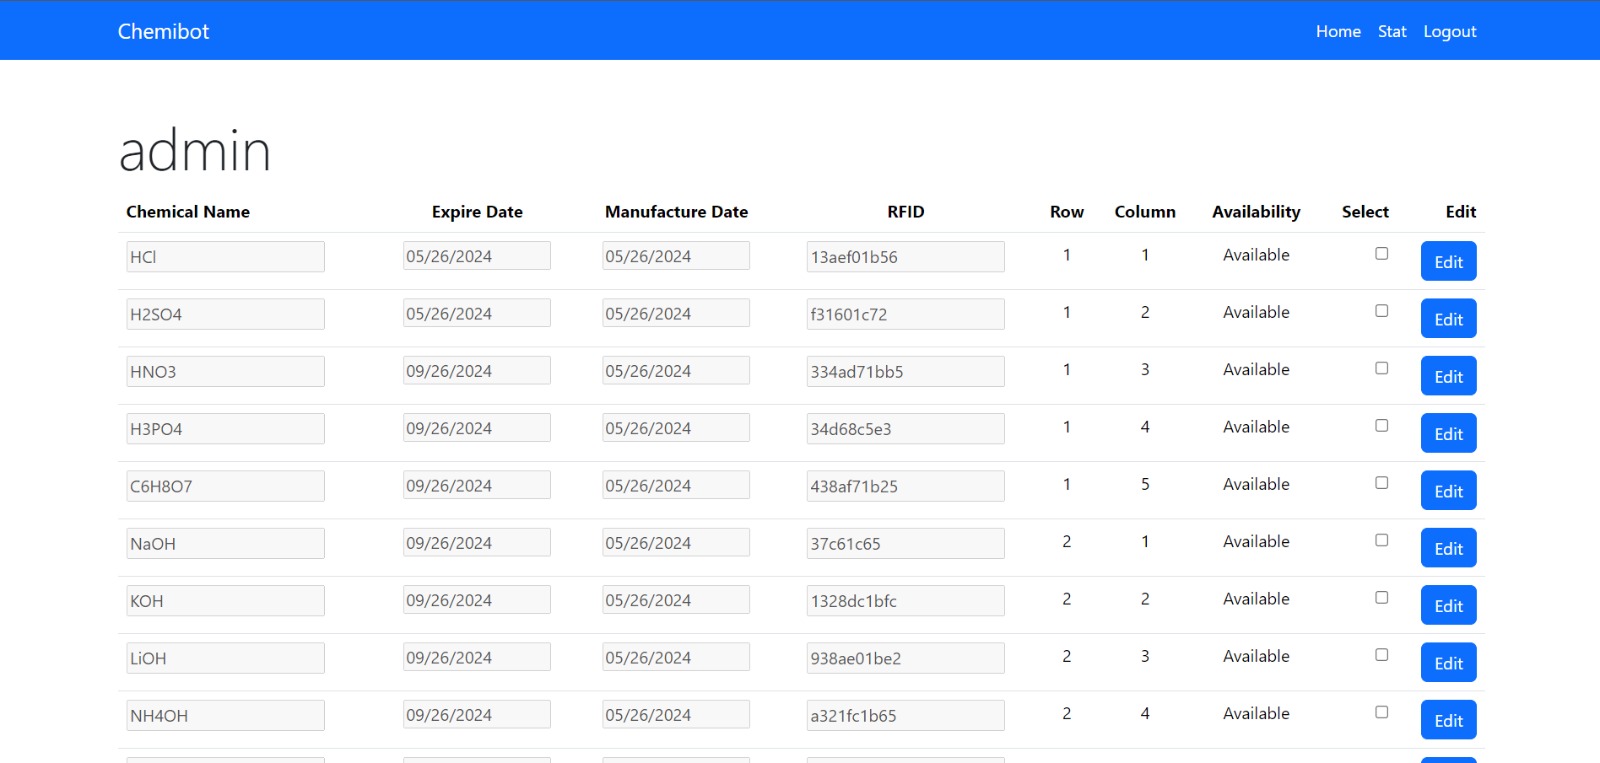 Chemibot Home Stat Logout
admin
Chemical Name Expire Date Manufacture Date RFID Row Column Availability Select Edit
HCl 05/26/2024 05/26/2024 13aef01b56 1 1 Available Edit
H2SO4 05/26/2024 05/26/2024 f31601c72 1 2 Available Edit
HNO3 09/26/2024 05/26/2024 334ad71bb5 1 3 Available Edit
H3PO4 09/26/2024 05/26/2024 34d68c5e3 1 4 Available Edit
C6H8O7 09/26/2024 05/26/2024 438af71b25 1 5 Available Edit
NaOH 09/26/2024 05/26/2024 37c61c65 2 1 Available Edit
KOH 09/26/2024 05/26/2024 1328dc1bfc 2 2 Available Edit
LiOH 09/26/2024 05/26/2024 938ae01be2 2 3 Available Edit
NH4OH 09/26/2024 05/26/2024 a321fc1b65 2 4 Available Edit